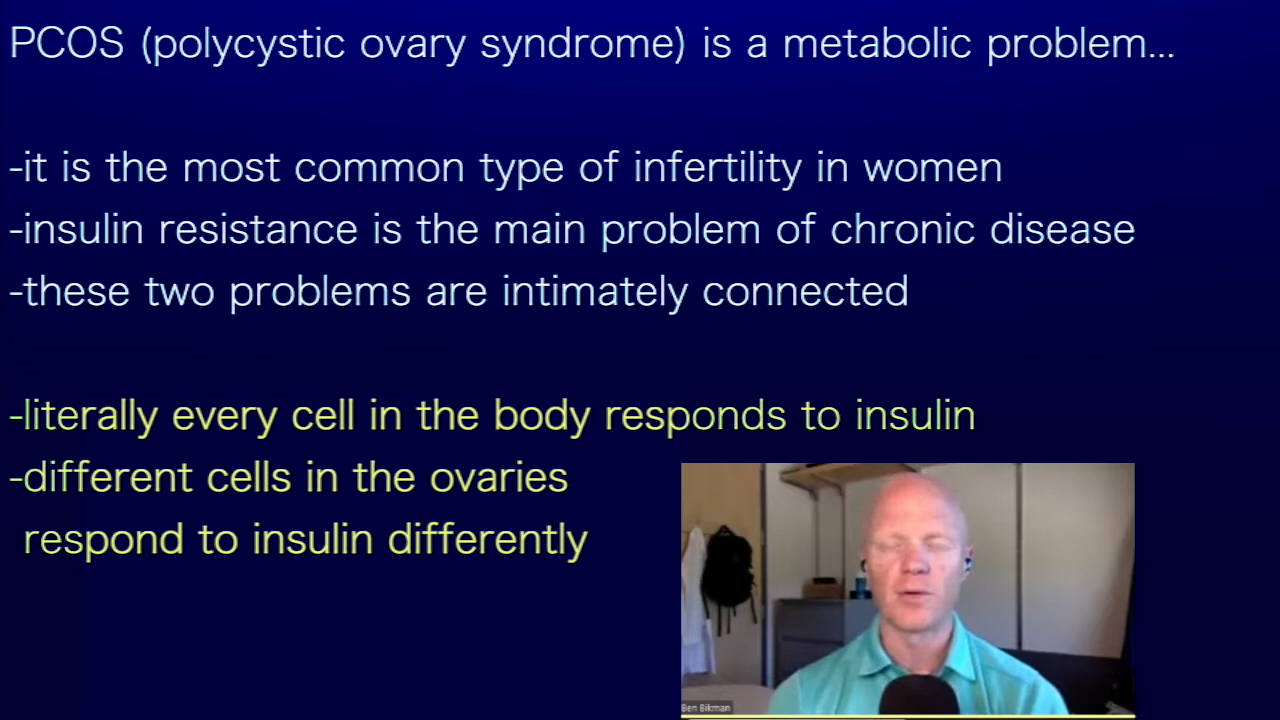 PCOS (polycystic ovary syndrome) is a metabolic problem...
-it is the most common type of infertility in women
-insulin resistance is the main problem of chronic disease
-these two problems are intimately connected
-literally every cell in the body responds to insulin
-different cells in the ovaries
respond to insulin differently
Ben Bikman